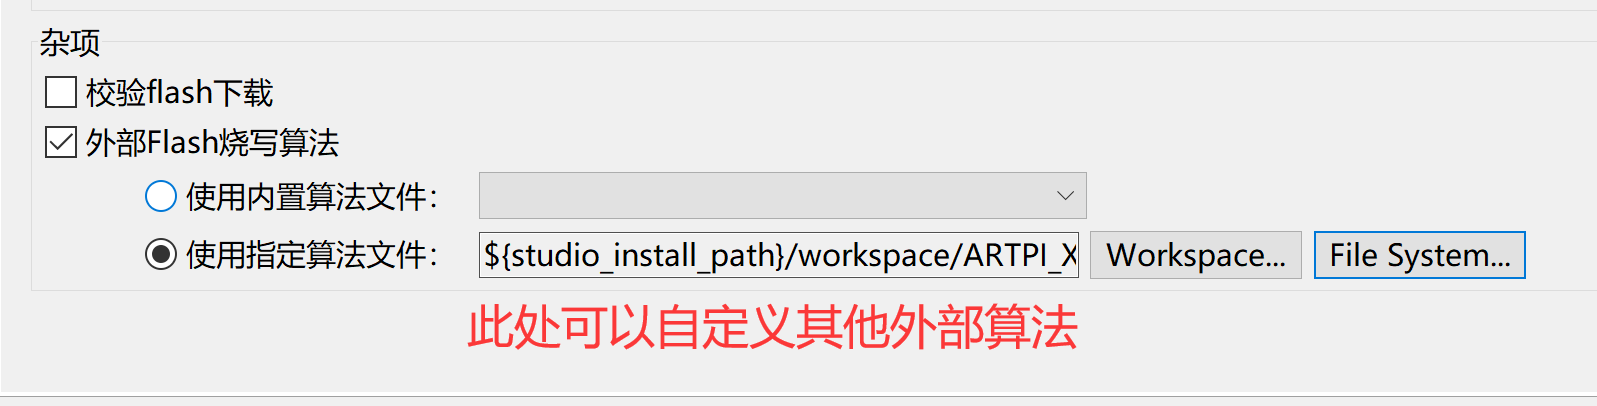 杂项
校验flash下载
外部Flash烧写算法
使用内置算法文件：
使用指定算法文件： ${studio_install_path}/workspace/ARTPI_X Workspace... File System...
此处可以自定义其他外部算法